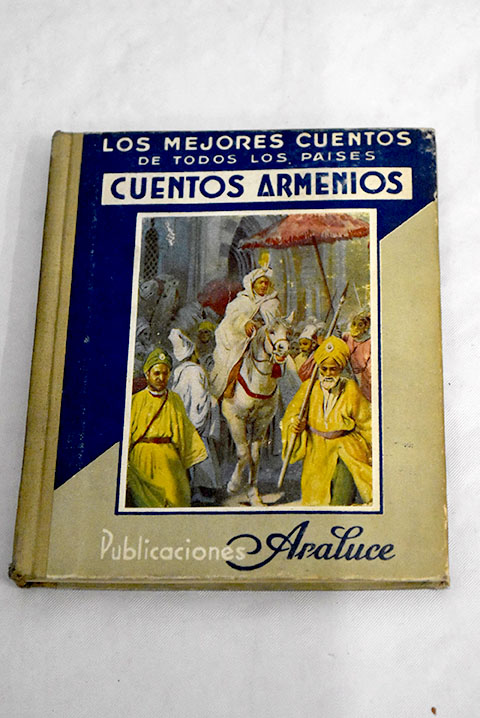 LOS MEJORES CUENTOS
DE TODOS LOS PAISES
CUENTOS ARMENIOS
Publicaciones Araluce